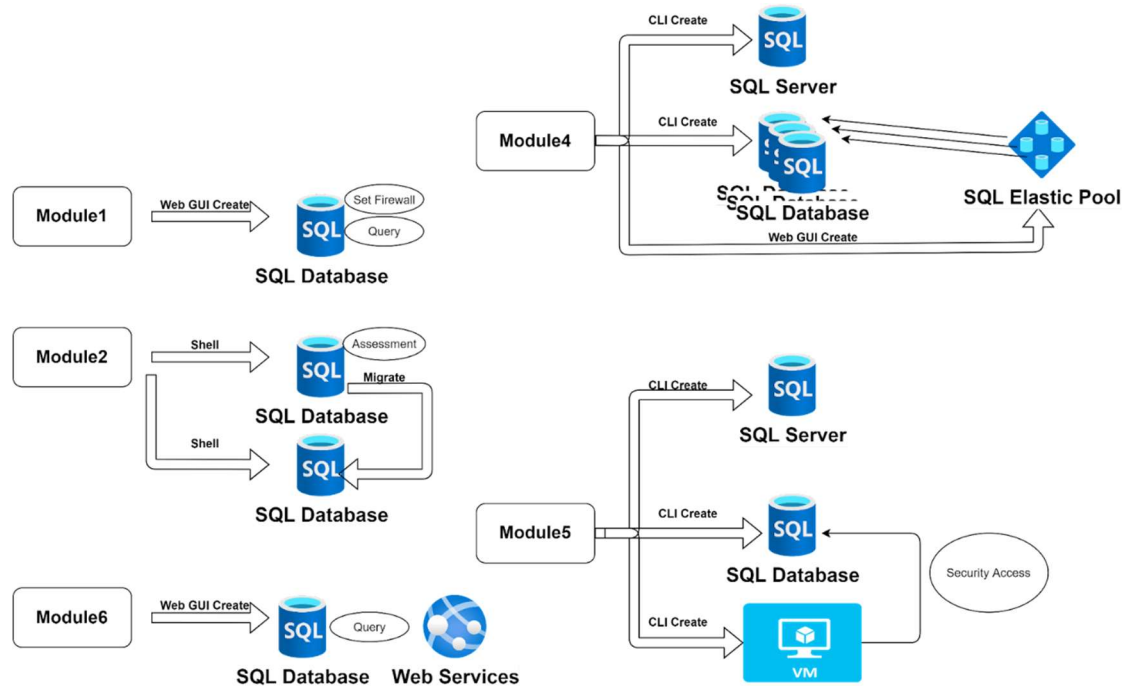 Module1
Web GUI Create
SQL
Set Firewall
Query
SQL Database
Module2
Shell
SQL
Assessment
SQL Database
Migrate
Shell
SQL
SQL Database
Module6
Web GUI Create
SQL
Query
SQL Database
Web Services
Module4
CLI Create
SQL
SQL Server
CLI Create
SQL
SQL Database
SQL Elastic Pool
Web GUI Create
Module5
CLI Create
SQL
SQL Server
CLI Create
SQL
SQL Database
Security Access
CLI Create
VM